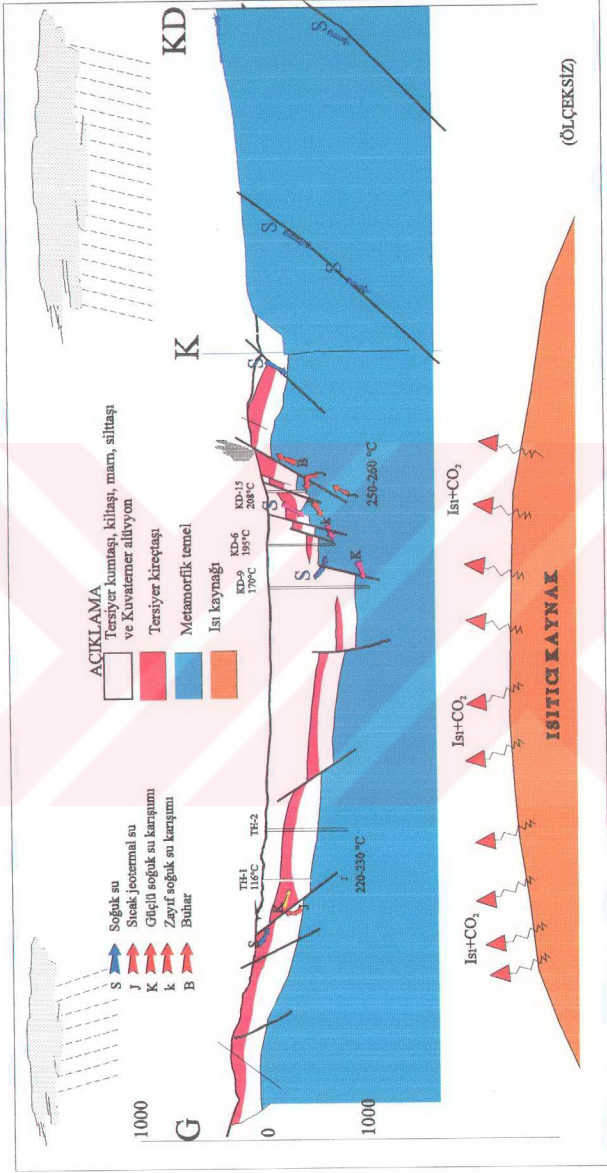 1000
G
0
1000
S Soğuk su
J Sıcak jeotermal su
K Güçlü soğuk su karışımı
k Zayıf soğuk su karışımı
B Buhar
AÇIKLAMA
Tersiyer kumtaşı, kiltaşı, marn, silttaşı
ve Kuvaterner alüvyon
Tersiyer kireçtaşı
Metamorfik temel
Isı kaynağı
K
KD
S
K
J
TH-1
116°C
TH-2
J
220-230 °C
KD-9
170°C
KD-6
195°C
KD-15
208°C
S
K
S
k
J
B
J
250-260 °C
S
S
S
S
Isı+CO2
Isı+CO2
Isı+CO2
ISITICI KAYNAK
(ÖLÇEKSİZ)